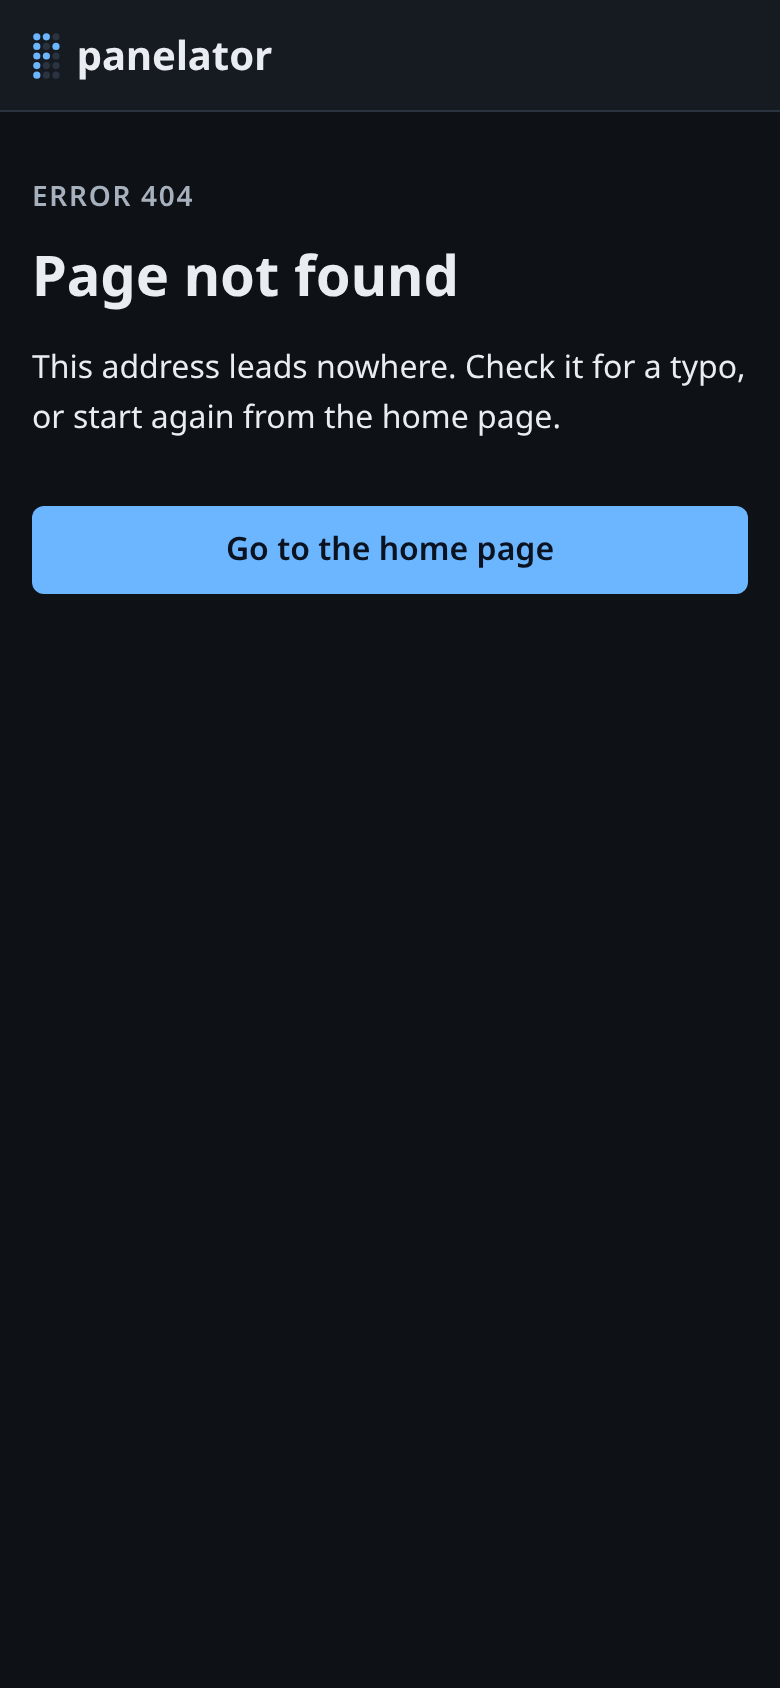 panelator
ERROR 404
Page not found
This address leads nowhere. Check it for a typo,
or start again from the home page.
Go to the home page